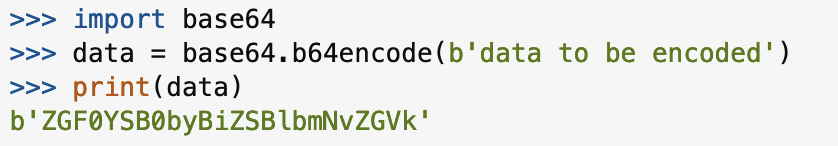 >>> import base64
>>> data = base64.b64encode(b'data to be encoded')
>>> print(data)
b'ZGF0YSB0byBiZSBlbmNvZGVk'